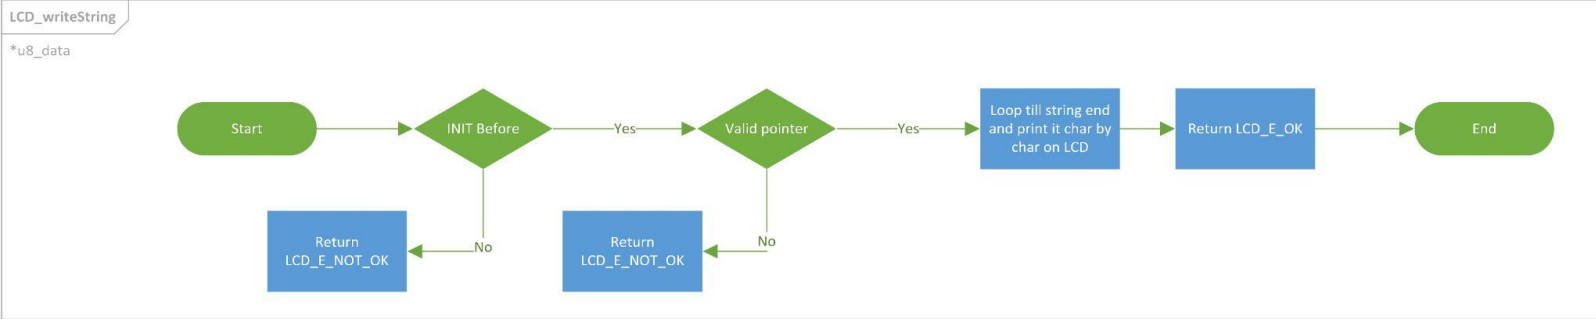 LCD_writeString
*u8_data
Start
INIT Before
Yes
Valid pointer
Yes
Loop till string end
and print it char by
char on LCD
Return LCD_E_OK
End
No
Return
LCD_E_NOT_OK
No
Return
LCD_E_NOT_OK